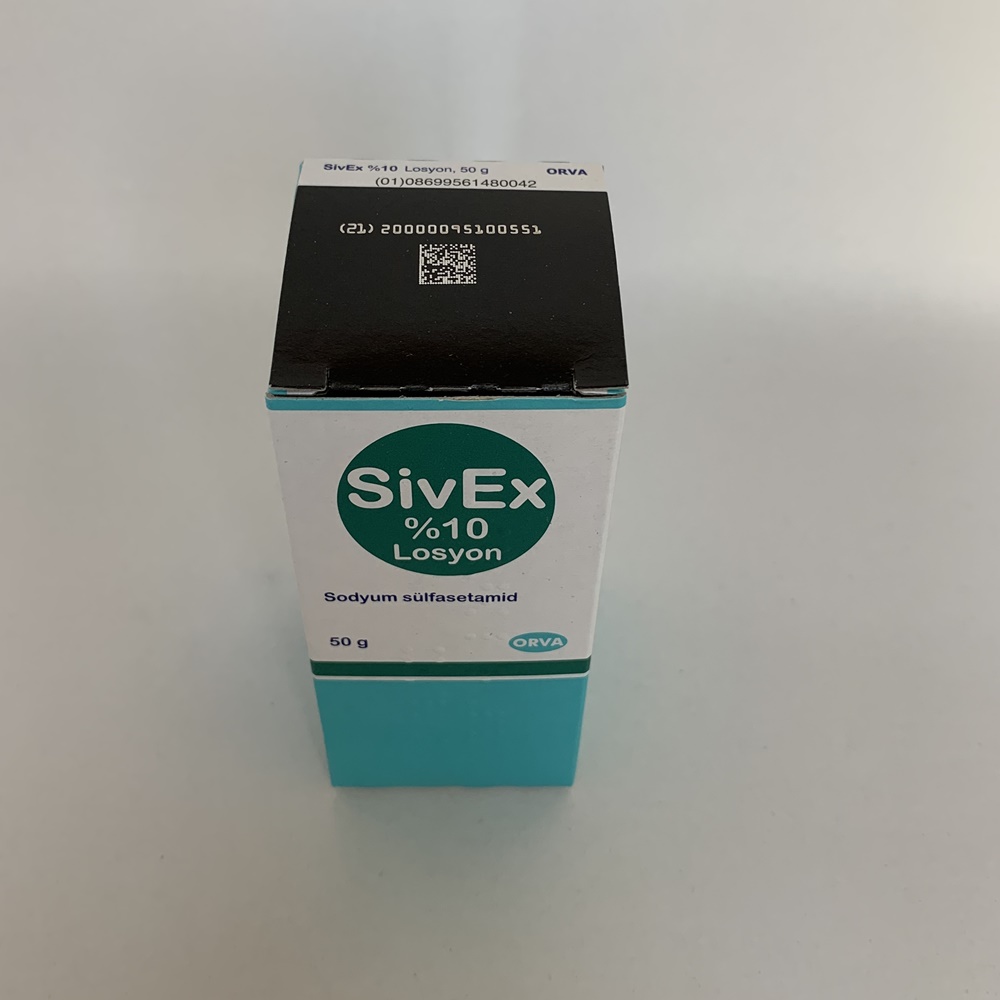 SivEx %10 Losyon, 50 g ORVA
(01)08699561480042
(21) 20000095100551
SivEx
%10
Losyon
Sodyum sülfasetamid
50 g ORVA